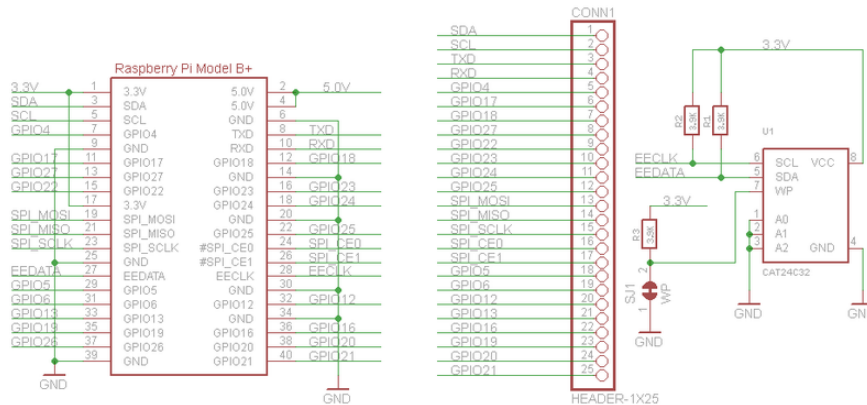 Raspberry Pi Model B+
3.3V 1 3.3V 5.0V 2 5.0V
SDA 3 SDA 5.0V 4
SCL 5 SCL GND 6
GPIO4 7 GPIO4 TXD 8 TXD
9 GND RXD 10 RXD
GPIO17 11 GPIO17 GPIO18 12 GPIO18
GPIO27 13 GPIO27 GND 14
GPIO22 15 GPIO22 GPIO23 16 GPIO23
17 3.3V GPIO24 18 GPIO24
SPI_MOSI 19 SPI_MOSI GND 20
SPI_MISO 21 SPI_MISO GPIO25 22 GPIO25
SPI_SCLK 23 SPI_SCLK #SPI_CE0 24 SPI_CE0
25 GND #SPI_CE1 26 SPI_CE1
EEDATA 27 EEDATA EECLK 28 EECLK
GPIO5 29 GPIO5 GND 30
GPIO6 31 GPIO6 GPIO12 32 GPIO12
GPIO13 33 GPIO13 GND 34
GPIO19 35 GPIO19 GPIO16 36 GPIO16
GPIO26 37 GPIO26 GPIO20 38 GPIO20
39 GND GPIO21 40 GPIO21
GND
GND
CONN1
SDA 1
SCL 2
TXD 3
RXD 4
GPIO4 5
GPIO17 6
GPIO18 7
GPIO27 8
GPIO22 9
GPIO23 10
GPIO24 11
GPIO25 12
SPI_MOSI 13
SPI_MISO 14
SPI_SCLK 15
SPI_CE0 16
SPI_CE1 17
GPIO5 18
GPIO6 19
GPIO12 20
GPIO13 21
GPIO16 22
GPIO19 23
GPIO20 24
GPIO21 25
HEADER-1X25
3.3V
R2 3.9K
R1 3.9K
U1
EECLK 6 SCL VCC 8
EEDATA 5 SDA
7 WP
3.3V
1 A0
2 A1
3 A2 GND 4
CAT24C32
R3 3.9K
2
SJ1 WP
1
GND
GND
GN